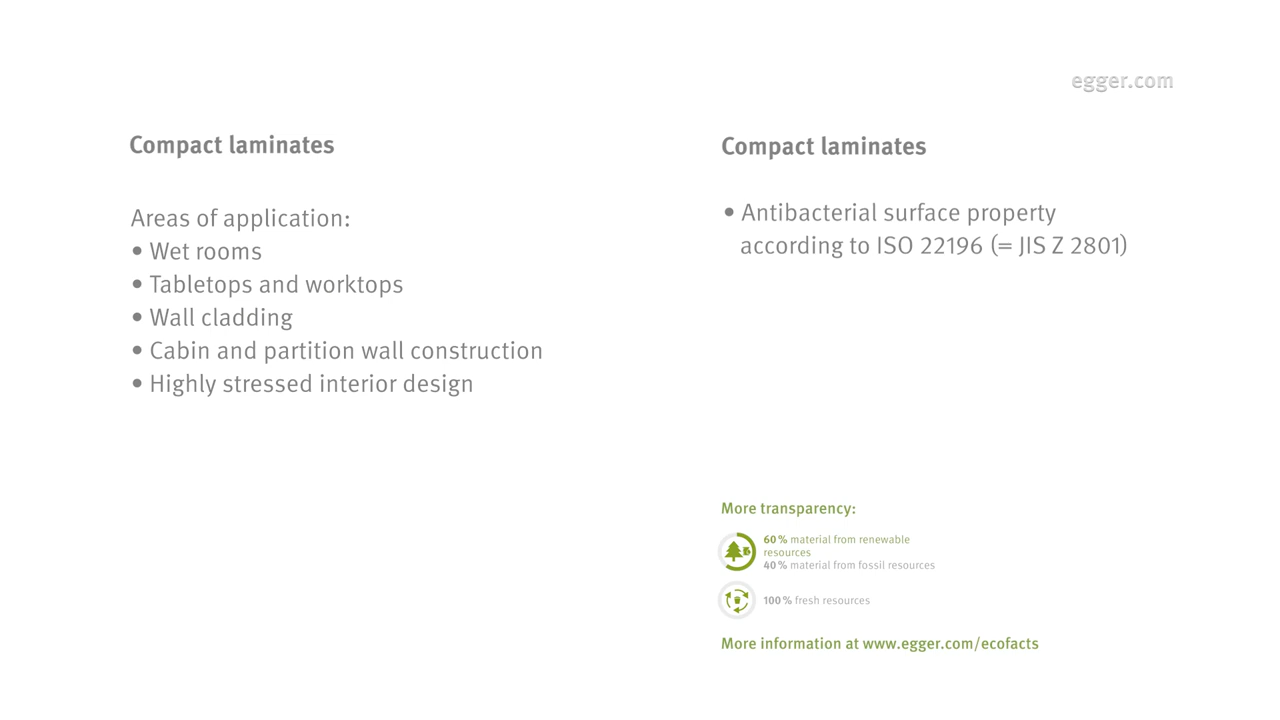 egger.com
Compact laminates
Areas of application:
• Wet rooms
• Tabletops and worktops
• Wall cladding
• Cabin and partition wall construction
• Highly stressed interior design
Compact laminates
• Antibacterial surface property
according to ISO 22196 (= JIS Z 2801)
More transparency:
60 % material from renewable
resources
40 % material from fossil resources
100 % fresh resources
More information at www.egger.com/ecofacts